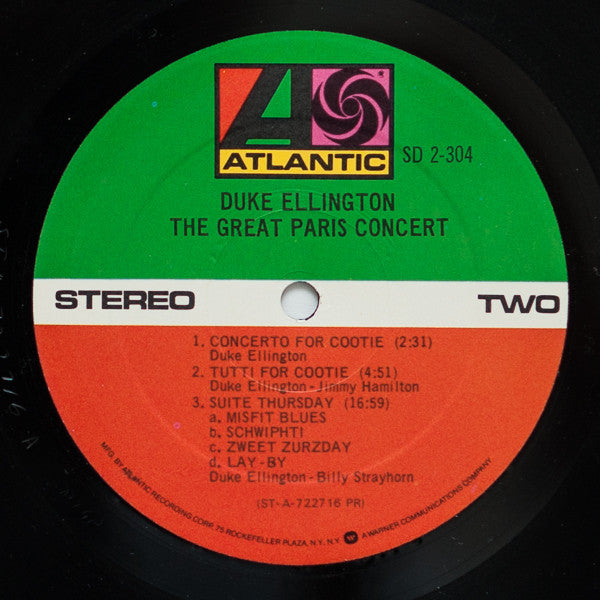 ATLANTIC
SD 2-304
DUKE ELLINGTON
THE GREAT PARIS CONCERT
STEREO TWO
1. CONCERTO FOR COOTIE (2:31)
Duke Ellington
2. TUTTI FOR COOTIE (4:51)
Duke Ellington-Jimmy Hamilton
3. SUITE THURSDAY (16:59)
a. MISFIT BLUES
b. SCHWIPHTI
c. ZWEET ZURZDAY
d. LAY-BY
Duke Ellington-Billy Strayhorn
(ST-A-722716 PR)
MFG. BY ATLANTIC RECORDING CORP. 75 ROCKEFELLER PLAZA, N.Y. N.Y. A WARNER COMMUNICATIONS COMPANY